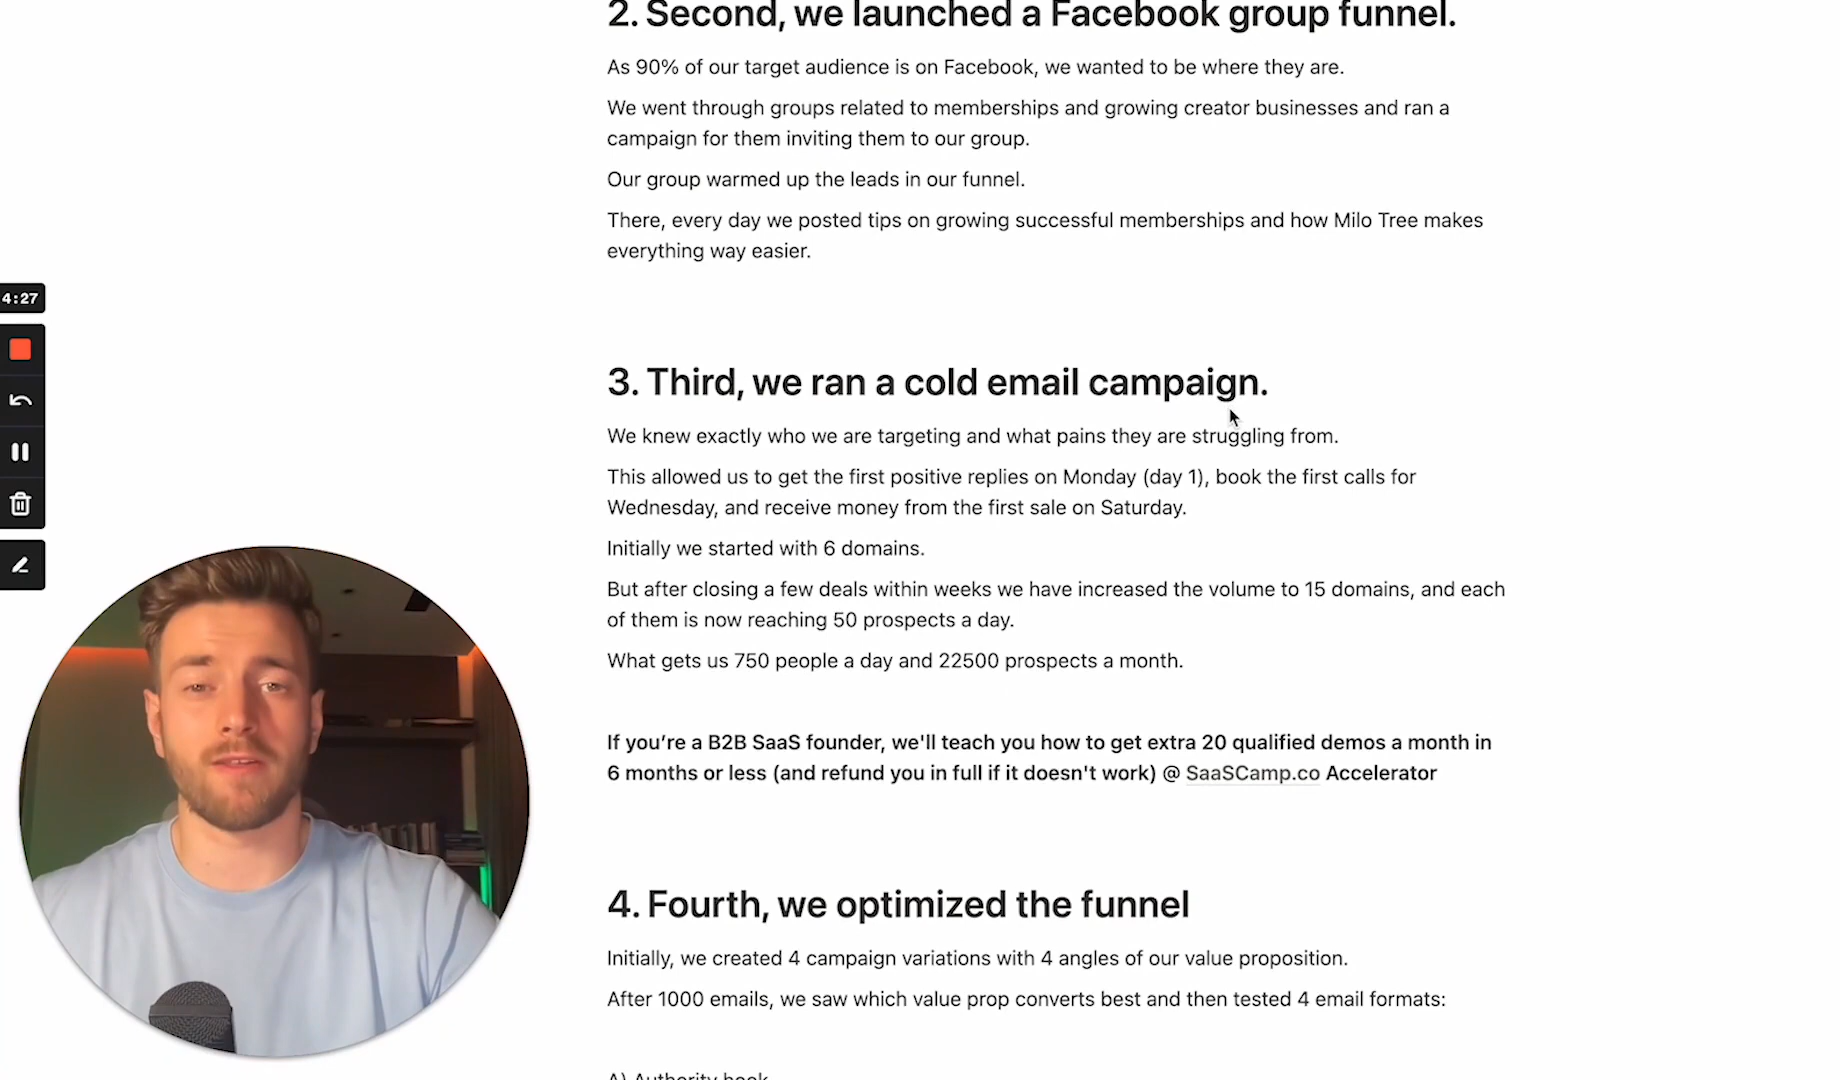 2. Second, we launched a Facebook group funnel.
As 90% of our target audience is on Facebook, we wanted to be where they are.
We went through groups related to memberships and growing creator businesses and ran a
campaign for them inviting them to our group.
Our group warmed up the leads in our funnel.
There, every day we posted tips on growing successful memberships and how Milo Tree makes
everything way easier.
4:27
3. Third, we ran a cold email campaign.
We knew exactly who we are targeting and what pains they are struggling from.
This allowed us to get the first positive replies on Monday (day 1), book the first calls for
Wednesday, and receive money from the first sale on Saturday.
Initially we started with 6 domains.
But after closing a few deals within weeks we have increased the volume to 15 domains, and each
of them is now reaching 50 prospects a day.
What gets us 750 people a day and 22500 prospects a month.
If you’re a B2B SaaS founder, we'll teach you how to get extra 20 qualified demos a month in
6 months or less (and refund you in full if it doesn't work) @ SaaSCamp.co Accelerator
4. Fourth, we optimized the funnel
Initially, we created 4 campaign variations with 4 angles of our value proposition.
After 1000 emails, we saw which value prop converts best and then tested 4 email formats:
A) Authority hook